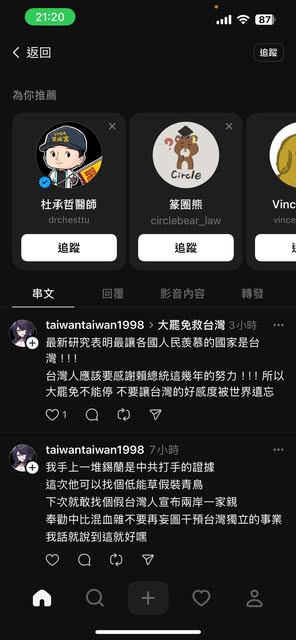 21:20
87
返回
追蹤
為你推薦
杜承哲醫師
drchesttu
追蹤
Circle
篆圈熊
circlebear_law
追蹤
Vinc
vince
串文
回覆
影音內容
轉發
taiwantaiwan1998 > 大罷免救台灣 3小時
最新研究表明最讓各國人民羨慕的國家是台
灣!!!
台灣人應該要感謝賴總統這幾年的努力!!!所以
大罷免不能停 不要讓台灣的好感度被世界遺忘
1
taiwantaiwan1998 7小時
我手上一堆錫蘭是中共打手的證據
這次他可以找個低能草假裝青鳥
下次就敢找個假台灣人宣布兩岸一家親
奉勸中比混血雜不要再妄圖干預台灣獨立的事業
我話就說到這就好嘿